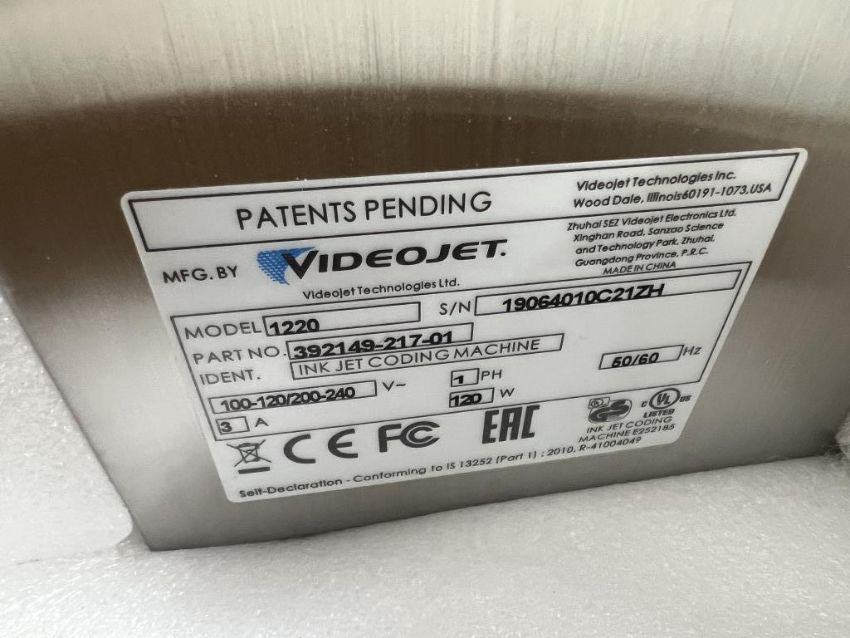 PATENTS PENDING
Videojet Technologies Inc.
Wood Dale, Illinois60191-1073,USA
MFG. BY VIDEOJET.
Videojet Technologies Ltd.
Zhuhai SEZ Videojet Electronics Ltd.
Xinghan Road, Sanzao Science
and Technology Park, Zhuhai,
Guangdong Province, P.R.C.
MADE IN CHINA
MODEL 1220 S/N 19064010C21ZH
PART NO. 392149-217-01
IDENT. INK JET CODING MACHINE
100-120/200-240 V~ 1 PH 50/60 Hz
3 A 120 W
CE FC EAC
GS
C UL US
LISTED
INK JET CODING
MACHINE E252185
Self-Declaration - Conforming to IS 13252 (Part 1) : 2010, R-41004049